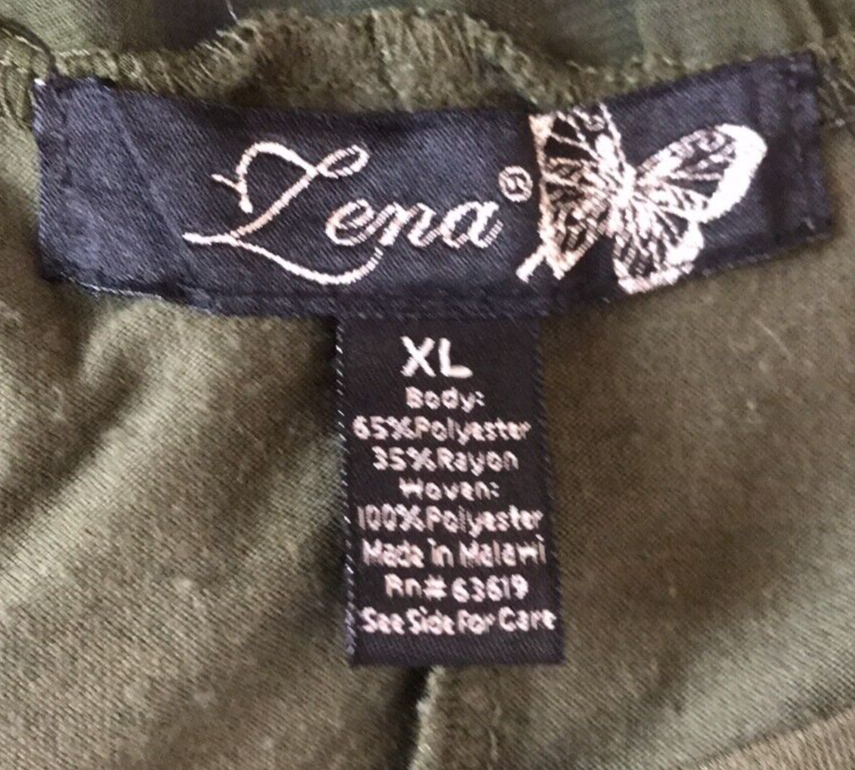 Lena®
XL
Body:
65%Polyester
35%Rayon
Woven:
100%Polyester
Made in Malawi
Rn# 63619
See Side For Care